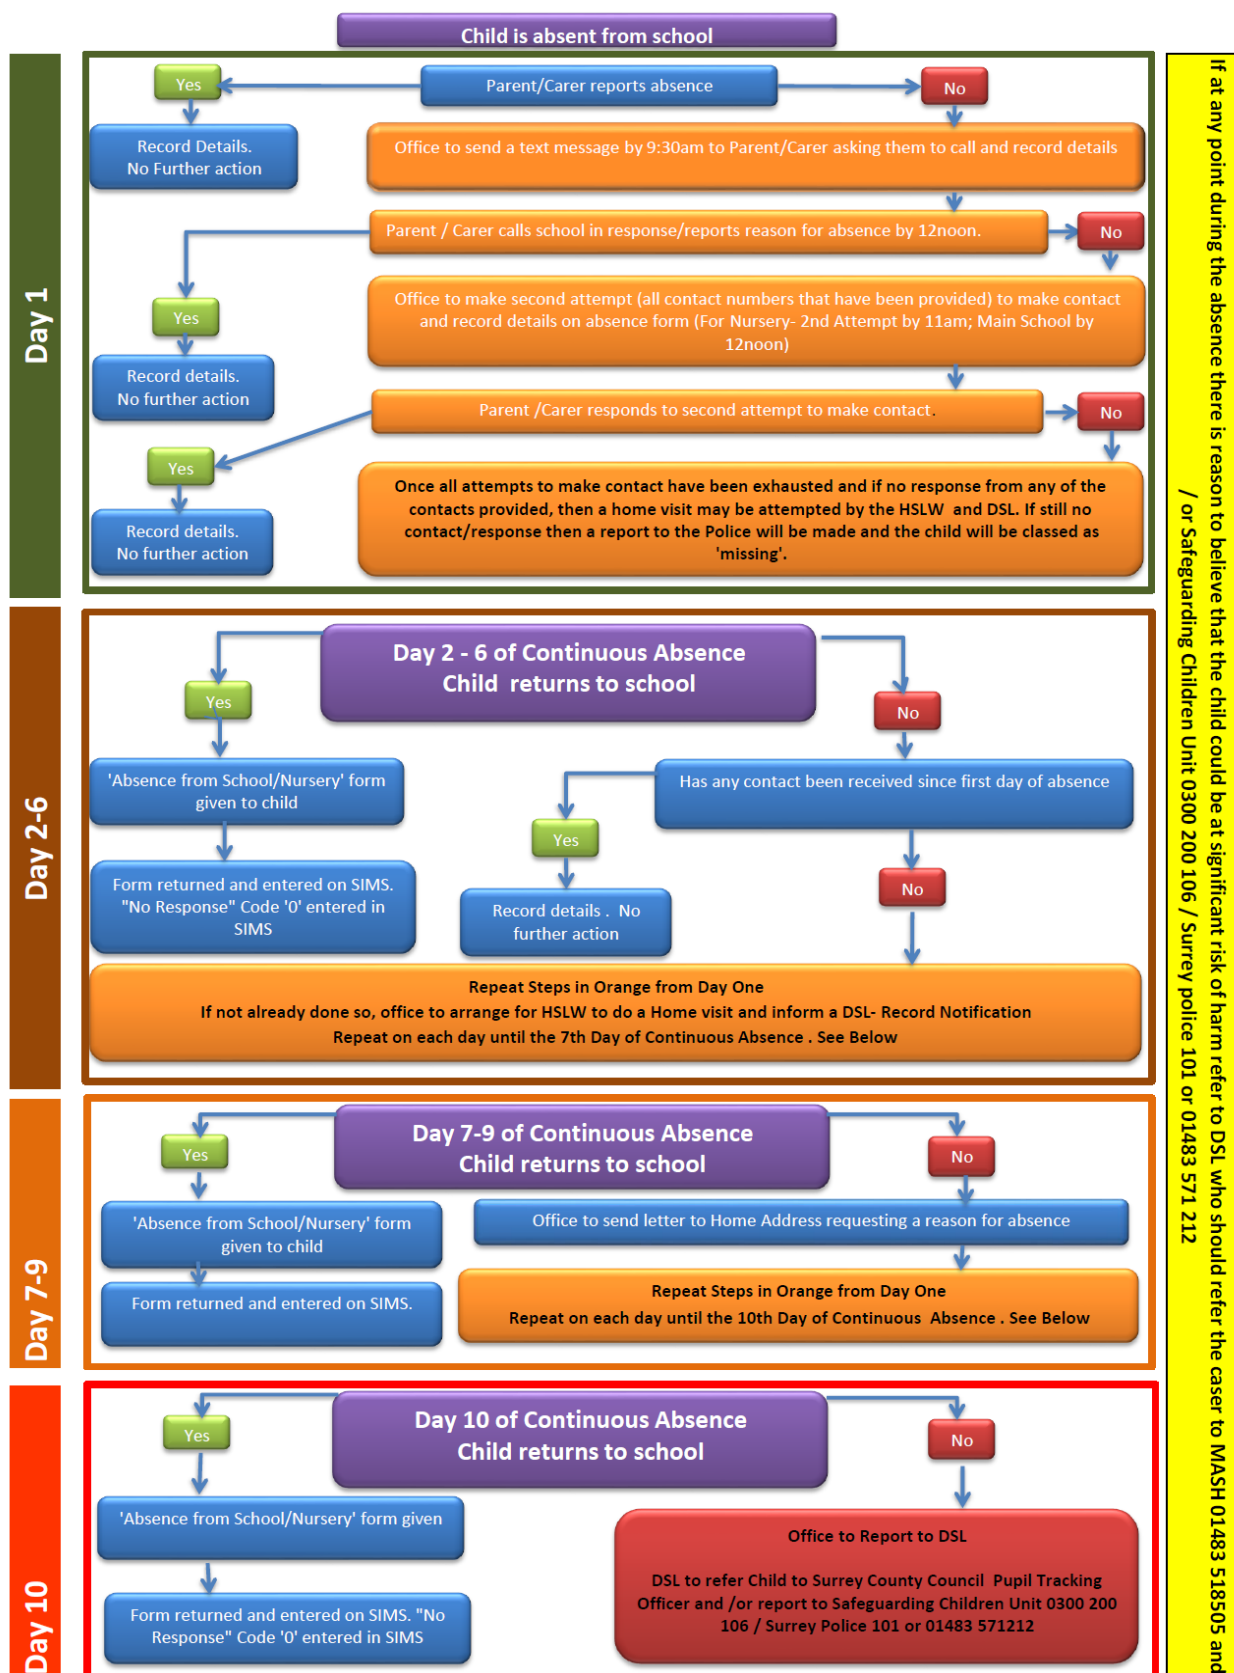 Child is absent from school
Day 1
Parent/Carer reports absence
Yes
No
Record Details.
No Further action
Office to send a text message by 9:30am to Parent/Carer asking them to call and record details
Parent / Carer calls school in response/reports reason for absence by 12noon.
No
Yes
Record details.
No further action
Office to make second attempt (all contact numbers that have been provided) to make contact
and record details on absence form (For Nursery- 2nd Attempt by 11am; Main School by
12noon)
Parent /Carer responds to second attempt to make contact.
No
Yes
Record details.
No further action
Once all attempts to make contact have been exhausted and if no response from any of the
contacts provided, then a home visit may be attempted by the HSLW and DSL. If still no
contact/response then a report to the Police will be made and the child will be classed as
'missing'.
Day 2-6
Day 2 - 6 of Continuous Absence
Child returns to school
Yes
No
'Absence from School/Nursery' form
given to child
Form returned and entered on SIMS.
"No Response" Code '0' entered in
SIMS
Has any contact been received since first day of absence
Yes
No
Record details . No
further action
Repeat Steps in Orange from Day One
If not already done so, office to arrange for HSLW to do a Home visit and inform a DSL- Record Notification
Repeat on each day until the 7th Day of Continuous Absence . See Below
Day 7-9
Day 7-9 of Continuous Absence
Child returns to school
Yes
No
'Absence from School/Nursery' form
given to child
Form returned and entered on SIMS.
Office to send letter to Home Address requesting a reason for absence
Repeat Steps in Orange from Day One
Repeat on each day until the 10th Day of Continuous Absence . See Below
Day 10
Day 10 of Continuous Absence
Child returns to school
Yes
No
'Absence from School/Nursery' form given
Form returned and entered on SIMS. "No
Response" Code '0' entered in SIMS
Office to Report to DSL
DSL to refer Child to Surrey County Council Pupil Tracking
Officer and /or report to Safeguarding Children Unit 0300 200
106 / Surrey Police 101 or 01483 571212
If at any point during the absence there is reason to believe that the child could be at significant risk of harm refer to DSL who should refer the caser to MASH 01483 518505 and
/ or Safeguarding Children Unit 0300 200 106 / Surrey police 101 or 01483 571 212